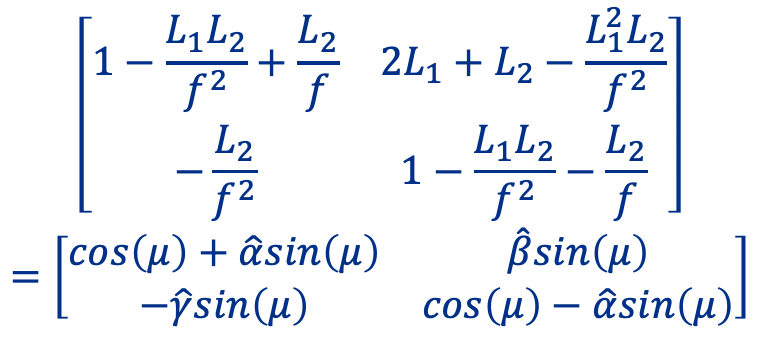 [1 − L₁L₂/f² + L₂/f   2L₁ + L₂ − L₁²L₂/f²]
[−L₂/f²   1 − L₁L₂/f² − L₂/f]
= [cos(μ) + α̂sin(μ)   β̂sin(μ)]
[−γ̂sin(μ)   cos(μ) − α̂sin(μ)]